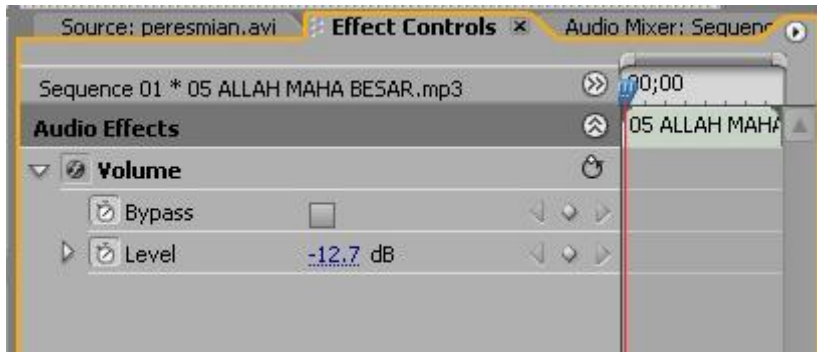 Source: peresmian.avi Effect Controls Audio Mixer: Sequenc
Sequence 01 * 05 ALLAH MAHA BESAR.mp3 00;00
Audio Effects 05 ALLAH MAHA
Volume
Bypass
Level -12.7 dB